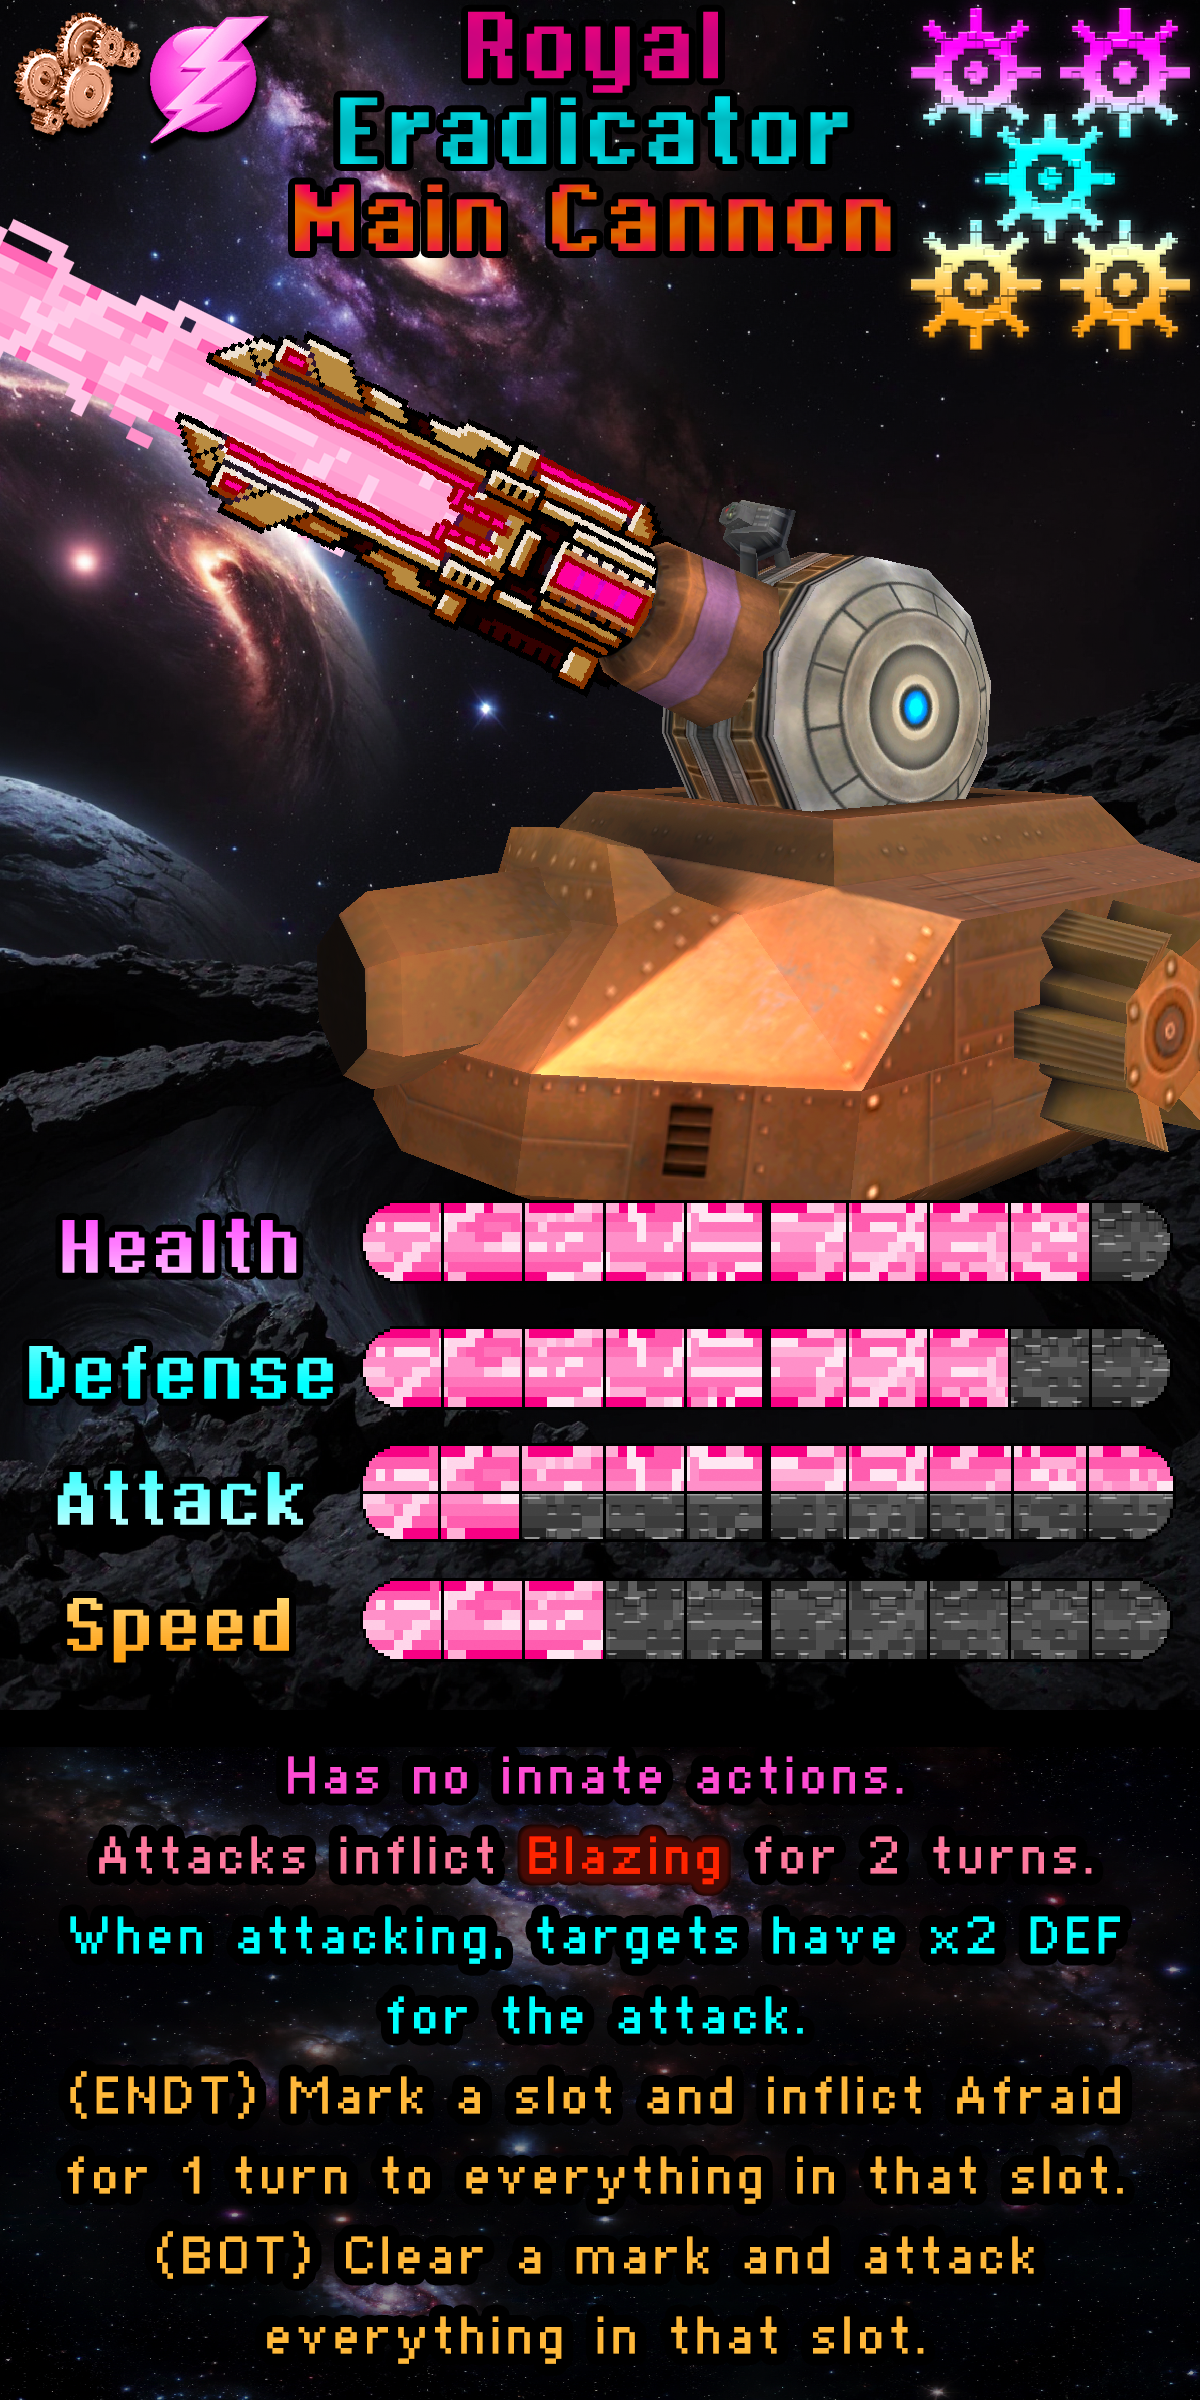 Royal
Eradicator
Main Cannon
Health
Defense
Attack
Speed
Has no innate actions.
Attacks inflict Blazing for 2 turns.
When attacking, targets have x2 DEF
for the attack.
(ENDT) Mark a slot and inflict Afraid
for 1 turn to everything in that slot.
(BOT) Clear a mark and attack
everything in that slot.